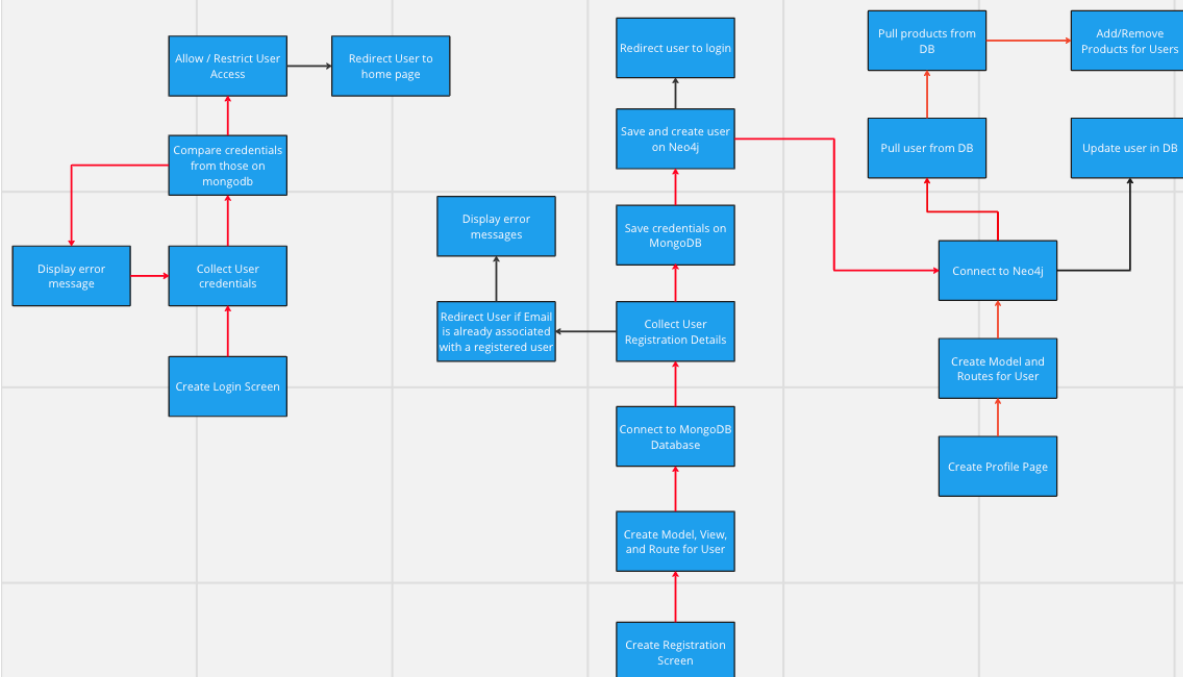 Allow / Restrict User
Access
Redirect User to
home page
Compare credentials
from those on
mongodb
Display error
message
Collect User
credentials
Create Login Screen
Redirect user to login
Save and create user
on Neo4j
Display error
messages
Save credentials on
MongoDB
Redirect User if Email
is already associated
with a registered user
Collect User
Registration Details
Connect to MongoDB
Database
Create Model, View,
and Route for User
Create Registration
Screen
Pull products from
DB
Add/Remove
Products for Users
Pull user from DB
Update user in DB
Connect to Neo4j
Create Model and
Routes for User
Create Profile Page